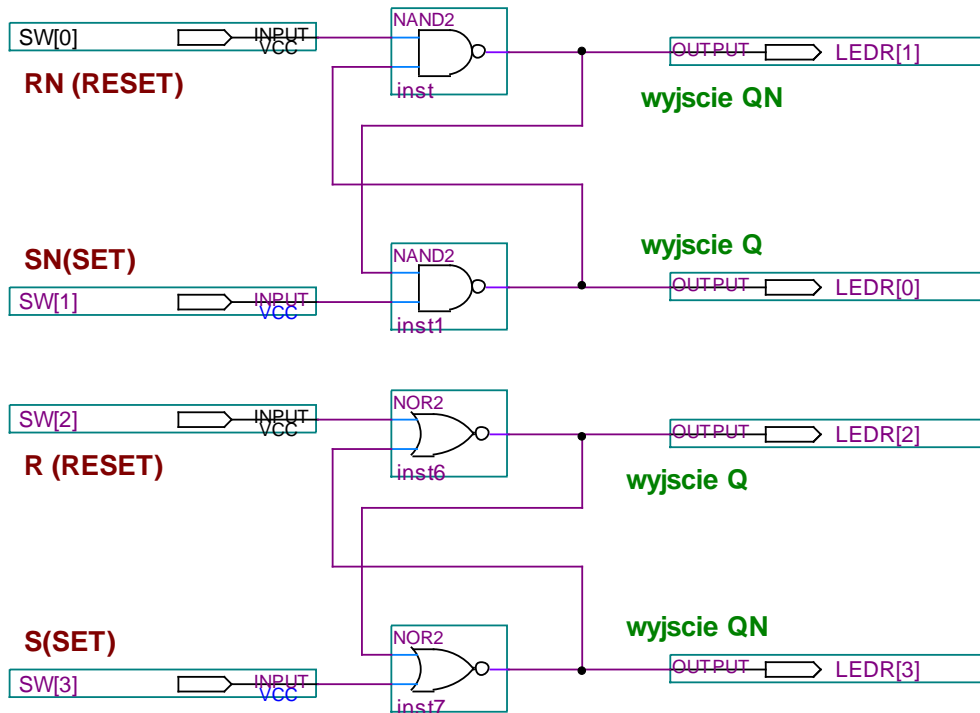 NAND2
SW[0] INPUT VCC OUTPUT LEDR[1]
RN (RESET)
inst
wyjscie QN
wyjscie Q
SN(SET)
NAND2
SW[1] INPUT VCC OUTPUT LEDR[0]
inst1
NOR2
SW[2] INPUT VCC OUTPUT LEDR[2]
R (RESET)
inst6
wyjscie Q
wyjscie QN
S(SET)
NOR2
SW[3] INPUT VCC OUTPUT LEDR[3]
inst7